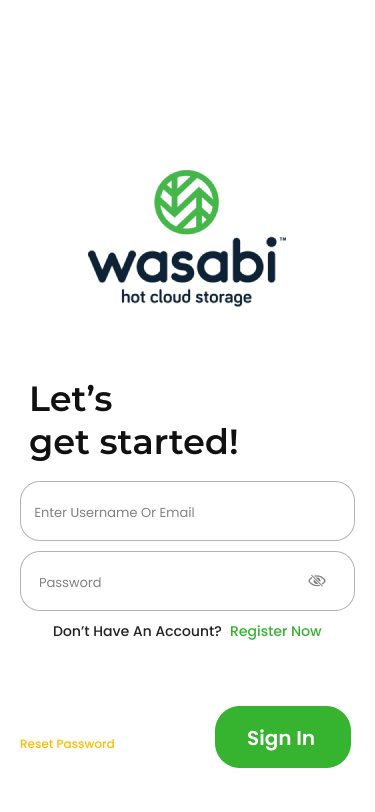 wasabi™
hot cloud storage
Let’s
get started!
Enter Username Or Email
Password
Don’t Have An Account? Register Now
Reset Password
Sign In